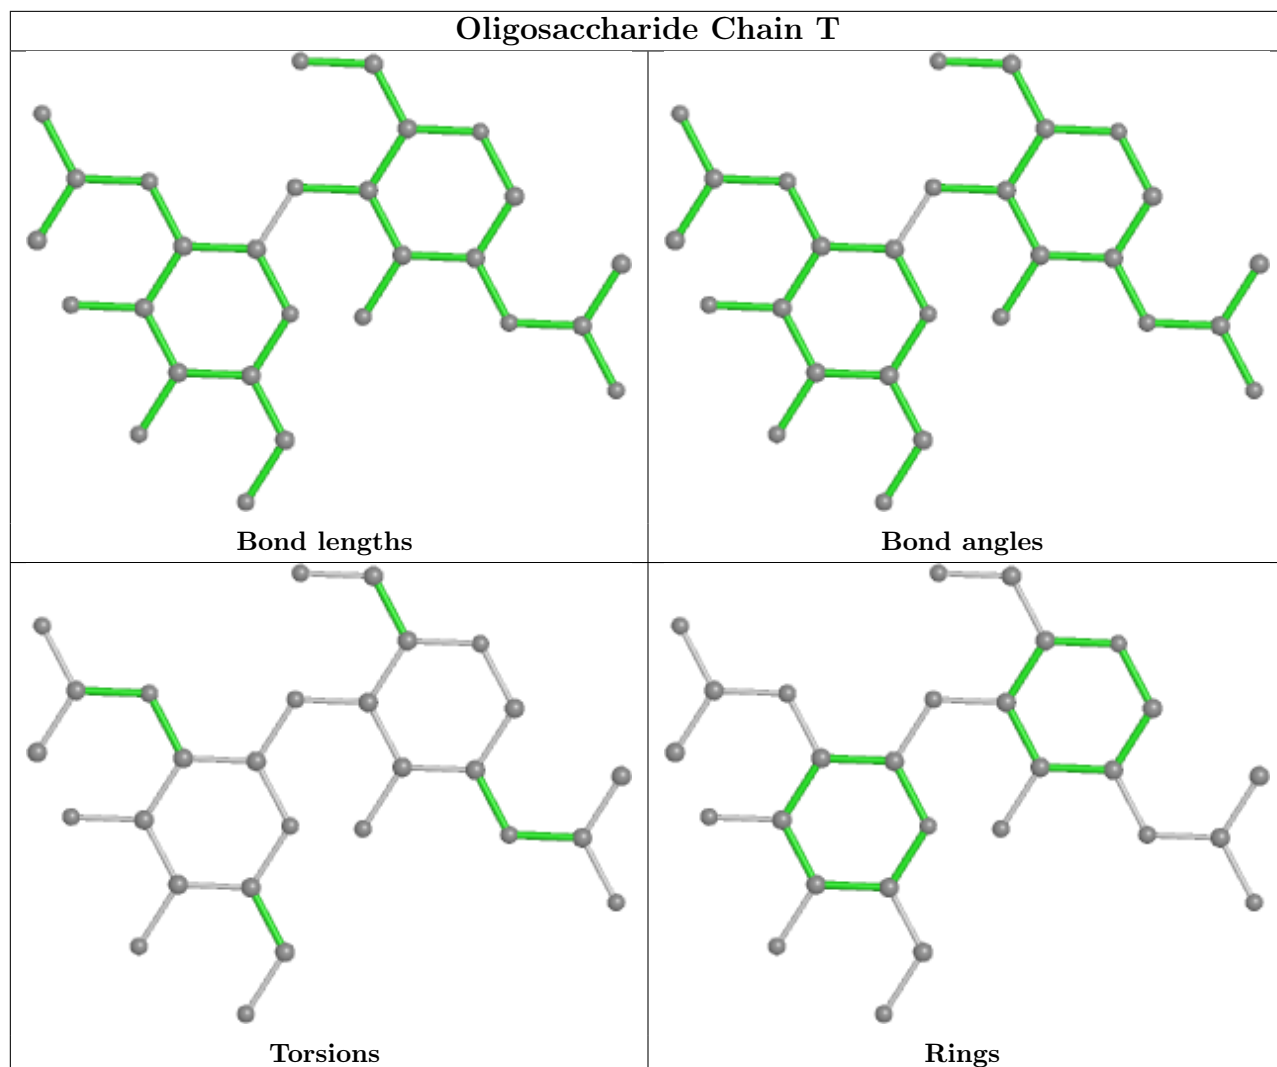 Oligosaccharide Chain T
Bond lengths
Bond angles
Torsions
Rings